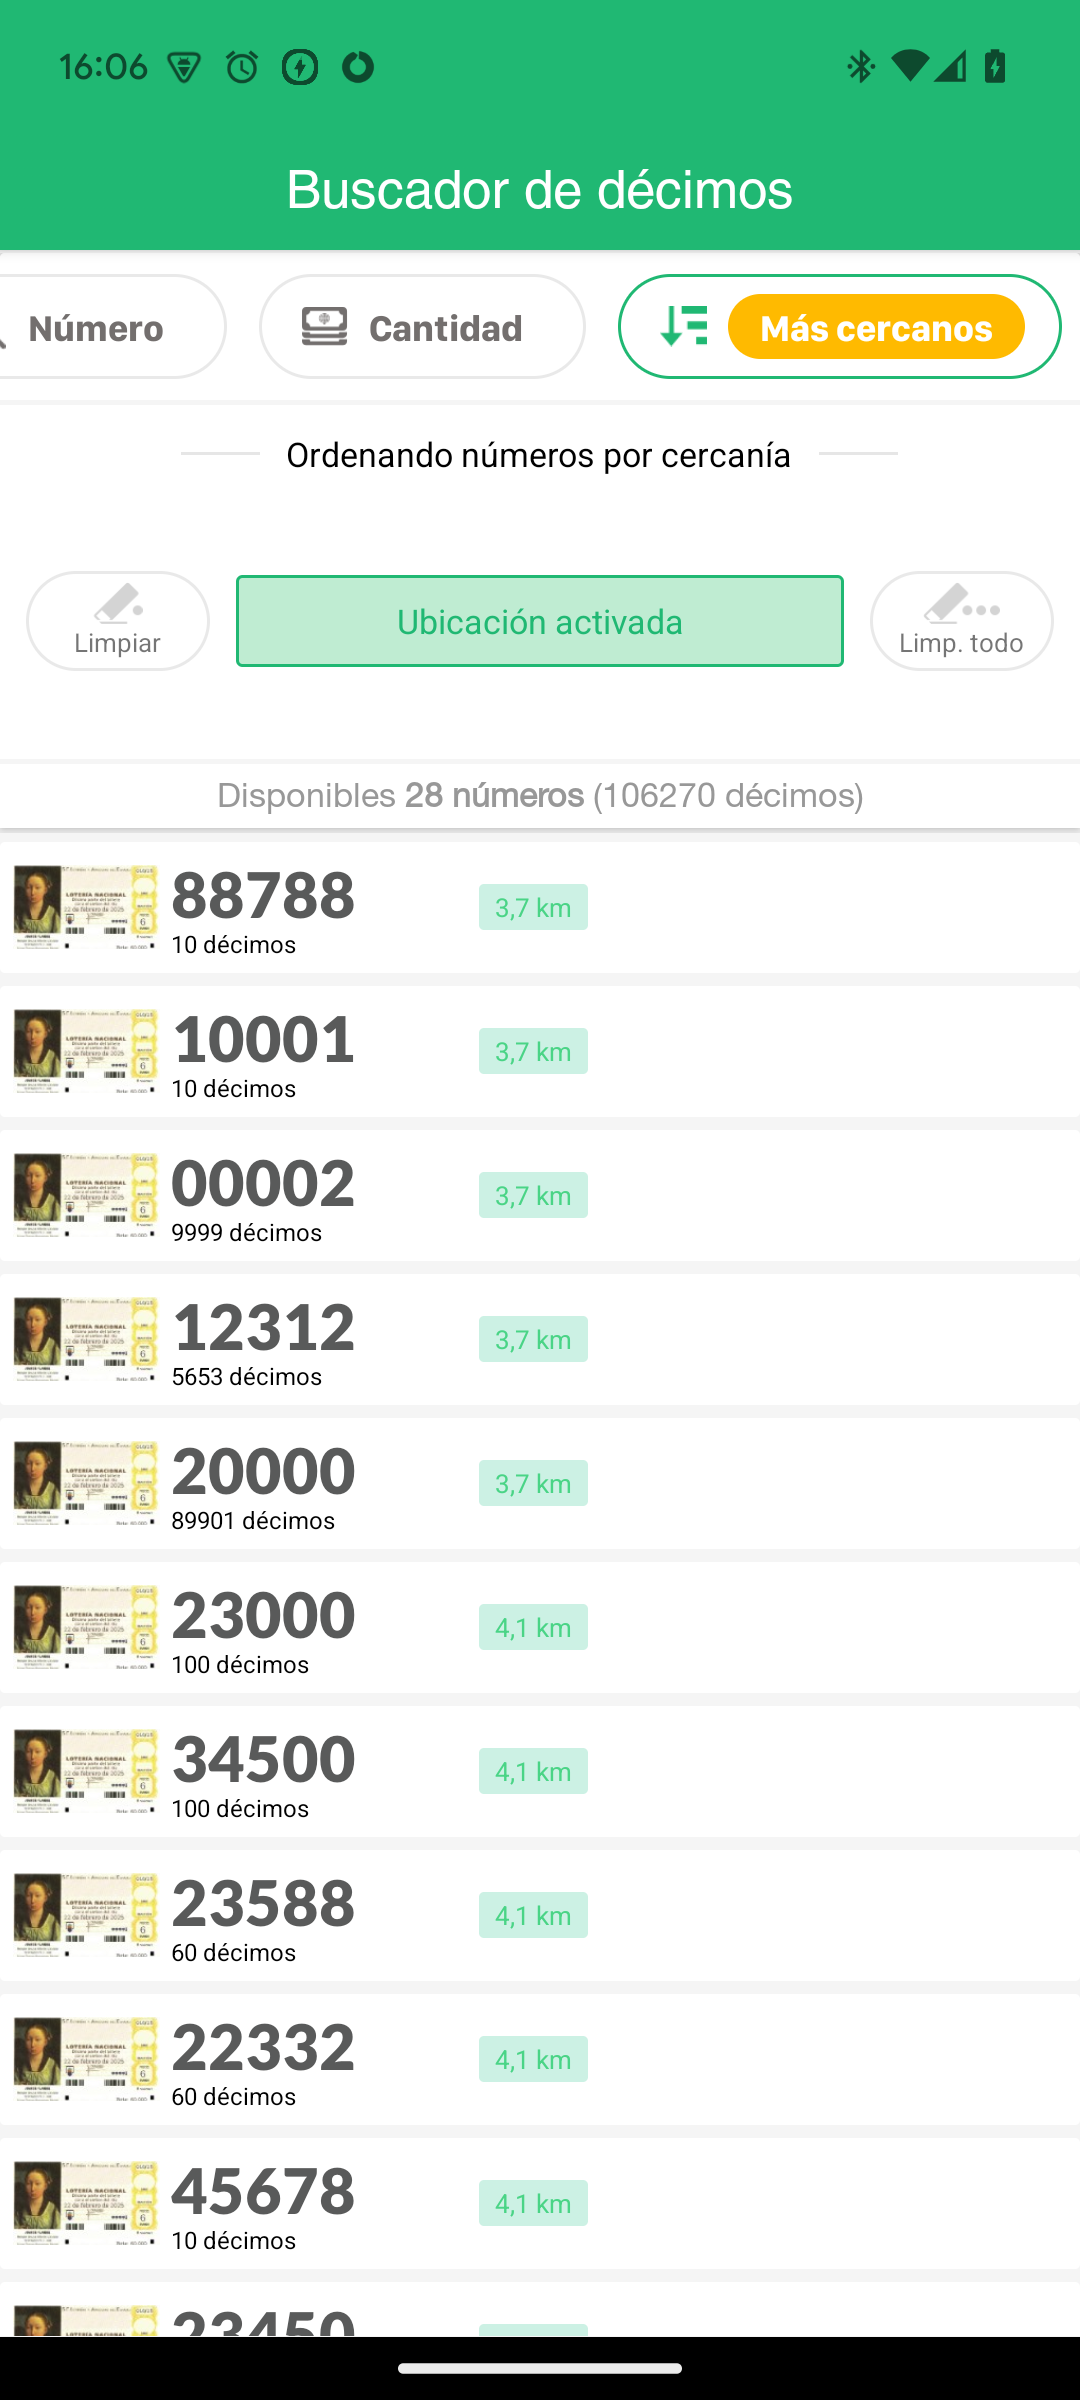 16:06
Buscador de décimos
Número
Cantidad
Más cercanos
Ordenando números por cercanía
Limpiar
Ubicación activada
Limp. todo
Disponibles 28 números (106270 décimos)
88788
3,7 km
10 décimos
10001
3,7 km
10 décimos
00002
3,7 km
9999 décimos
12312
3,7 km
5653 décimos
20000
3,7 km
89901 décimos
23000
4,1 km
100 décimos
34500
4,1 km
100 décimos
23588
4,1 km
60 décimos
22332
4,1 km
60 décimos
45678
4,1 km
10 décimos
23450